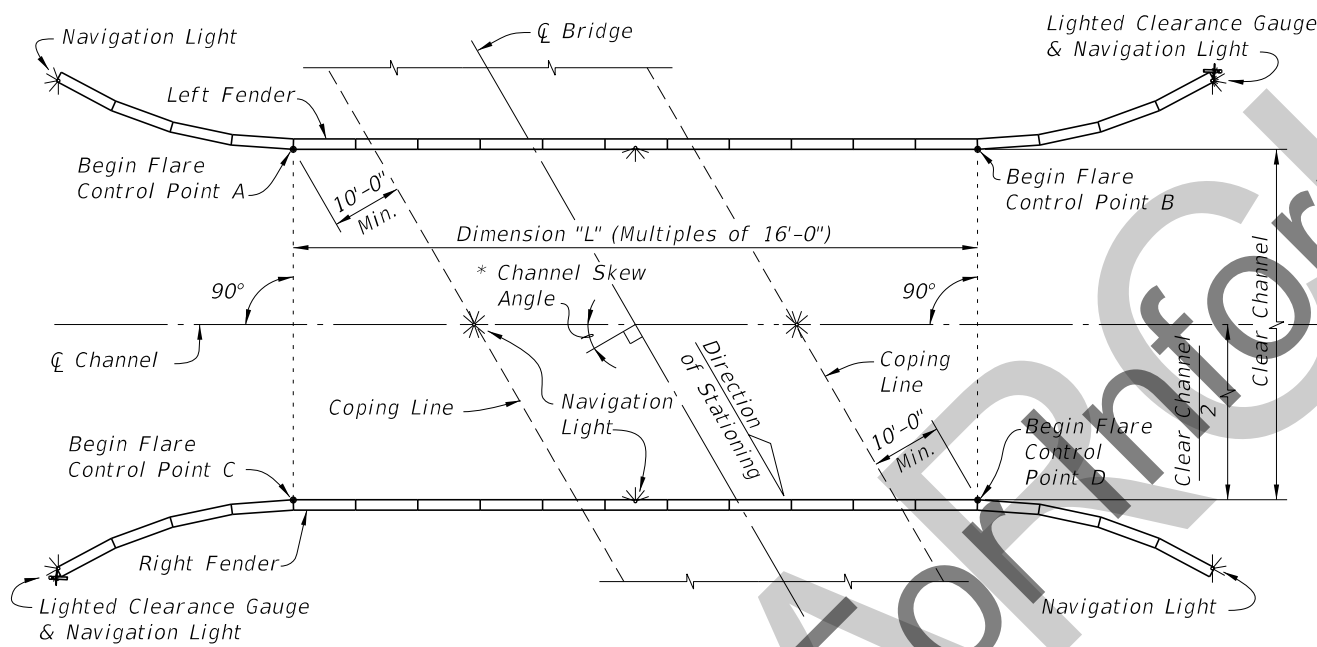 Navigation Light
℄ Bridge
Lighted Clearance Gauge
& Navigation Light
Left Fender
Begin Flare
Control Point A
10'-0"
Min.
Begin Flare
Control Point B
Dimension "L" (Multiples of 16'-0")
* Channel Skew
Angle
90°
90°
℄ Channel
Direction
of Stationing
Coping
Line
Clear Channel
Clear Channel
2
Coping Line
Navigation
Light
10'-0"
Min.
Begin Flare
Control Point C
Begin Flare
Control
Point D
Right Fender
Lighted Clearance Gauge
& Navigation Light
Navigation Light